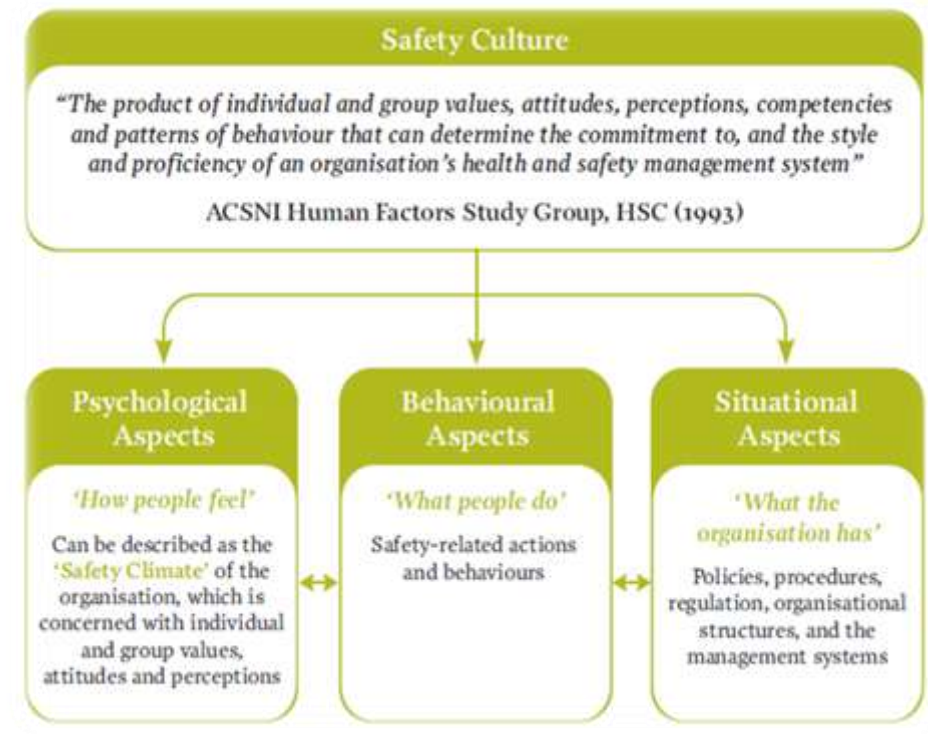 Safety Culture
“The product of individual and group values, attitudes, perceptions, competencies
and patterns of behaviour that can determine the commitment to, and the style
and proficiency of an organisation’s health and safety management system”
ACSNI Human Factors Study Group, HSC (1993)
Psychological
Aspects
‘How people feel’
Can be described as the
‘Safety Climate’ of the
organisation, which is
concerned with individual
and group values,
attitudes and perceptions
Behavioural
Aspects
‘What people do’
Safety-related actions
and behaviours
Situational
Aspects
‘What the
organisation has’
Policies, procedures,
regulation, organisational
structures, and the
management systems